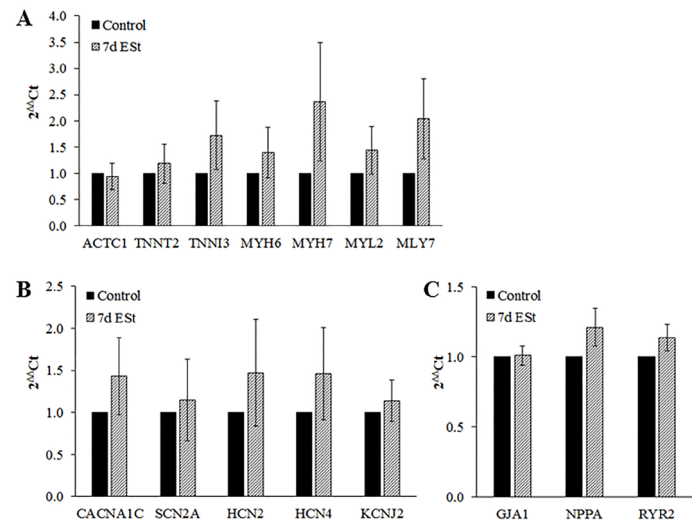 A
4.0
3.5
3.0
2.5
2.0
1.5
1.0
0.5
0.0
2^ΔΔCt
Control
7d ESt
ACTC1 TNNT2 TNNI3 MYH6 MYH7 MYL2 MLY7
B
2.5
2.0
1.5
1.0
0.5
0.0
2^ΔΔCt
Control
7d ESt
CACNA1C SCN2A HCN2 HCN4 KCNJ2
C
1.5
1.0
0.5
0.0
2^ΔΔCt
Control
7d ESt
GJA1 NPPA RYR2